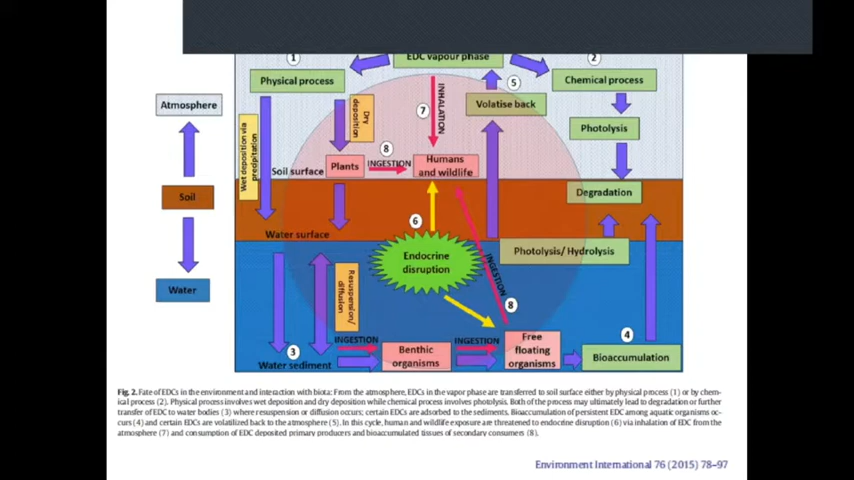 EDC vapour phase
1
2
Physical process
5
Chemical process
Atmosphere
Dry deposition
7
INHALATION
Volatise back
Photolysis
Wet deposition via precipitation
8
Soil surface
Plants
INGESTION
Humans
and wildlife
Soil
Degradation
6
Water surface
Endocrine
disruption
Photolysis/ Hydrolysis
Water
Resuspension/
diffusion
INGESTION
8
INGESTION
INGESTION
3
Benthic
organisms
Free
floating
organisms
4
Bioaccumulation
Water sediment
Fig. 2. Fate of EDCs in the environment and interaction with biota: From the atmosphere, EDCs in the vapor phase are transferred to soil surface either by physical process (1) or by chem-
ical process (2). Physical process involves wet deposition and dry deposition while chemical process involves photolysis. Both of the process may ultimately lead to degradation or further
transfer of EDC to water bodies (3) where resuspension or diffusion occurs; certain EDCs are adsorbed to the sediments. Bioaccumulation of persistent EDC among aquatic organisms oc-
curs (4) and certain EDCs are volatilized back to the atmosphere (5). In this cycle, human and wildlife exposure are threatened to endocrine disruption (6) via inhalation of EDC from the
atmosphere (7) and consumption of EDC deposited primary producers and bioaccumulated tissues of secondary consumers (8).
Environment International 76 (2015) 78–97